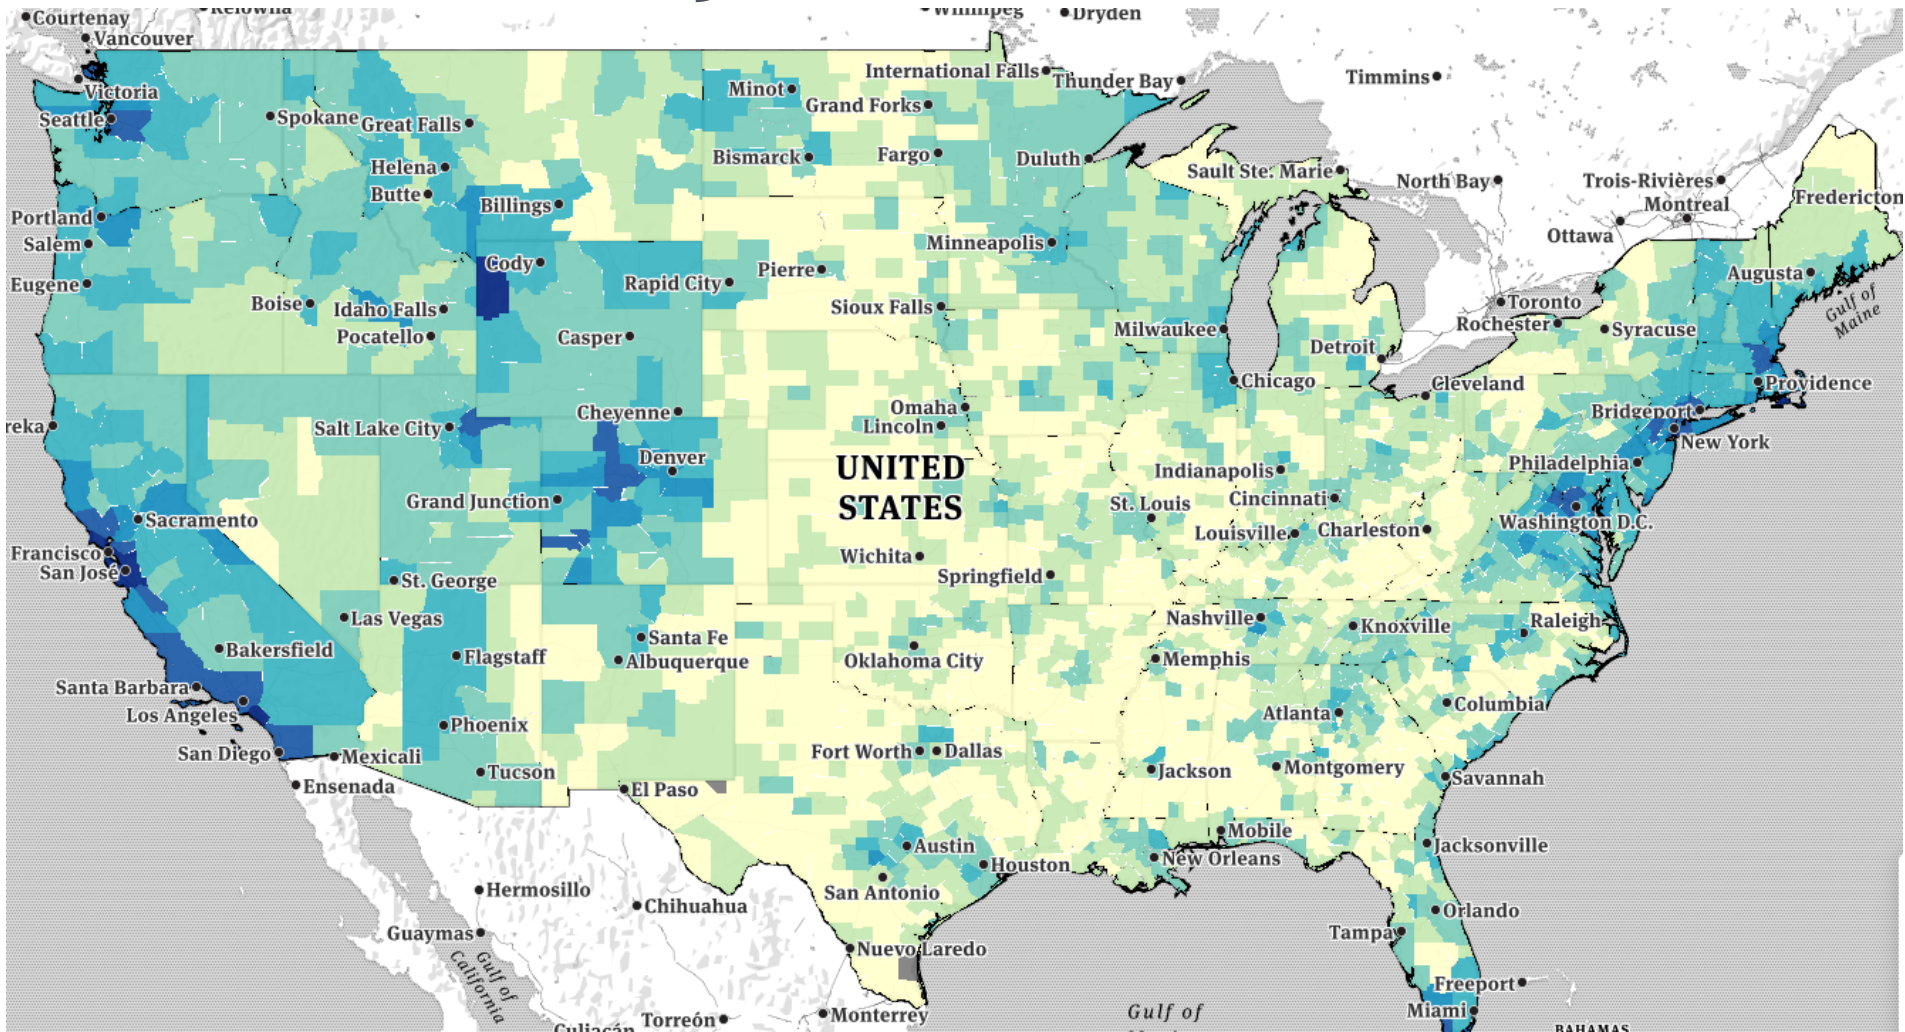 Courtenay
Kelowna
Winnipeg
Dryden
Vancouver
International Falls
Thunder Bay
Timmins
Victoria
Minot
Grand Forks
Seattle
Spokane
Great Falls
Helena
Bismarck
Fargo
Duluth
Sault Ste. Marie
North Bay
Trois-Rivières
Butte
Billings
Montreal
Fredericton
Portland
Salem
Minneapolis
Ottawa
Cody
Rapid City
Pierre
Augusta
Eugene
Boise
Idaho Falls
Sioux Falls
Toronto
Gulf of
Maine
Pocatello
Casper
Milwaukee
Rochester
Syracuse
Detroit
Chicago
Cleveland
Providence
Cheyenne
Omaha
Bridgeport
reka
Salt Lake City
Lincoln
New York
Denver
UNITED
STATES
Indianapolis
Philadelphia
Grand Junction
St. Louis
Cincinnati
Sacramento
Louisville
Charleston
Washington D.C.
Francisco
San José
Wichita
St. George
Springfield
Las Vegas
Nashville
Knoxville
Raleigh
Bakersfield
Santa Fe
Flagstaff
Albuquerque
Oklahoma City
Memphis
Santa Barbara
Los Angeles
Phoenix
Atlanta
Columbia
San Diego
Mexicali
Fort Worth
Dallas
Ensenada
Tucson
El Paso
Jackson
Montgomery
Savannah
Mobile
Austin
Houston
New Orleans
Jacksonville
Hermosillo
Chihuahua
San Antonio
Orlando
Guaymas
Nuevo Laredo
Tampa
Gulf of
California
Freeport
Torreón
Monterrey
Gulf of
Miami
Culiacán
BAHAMAS